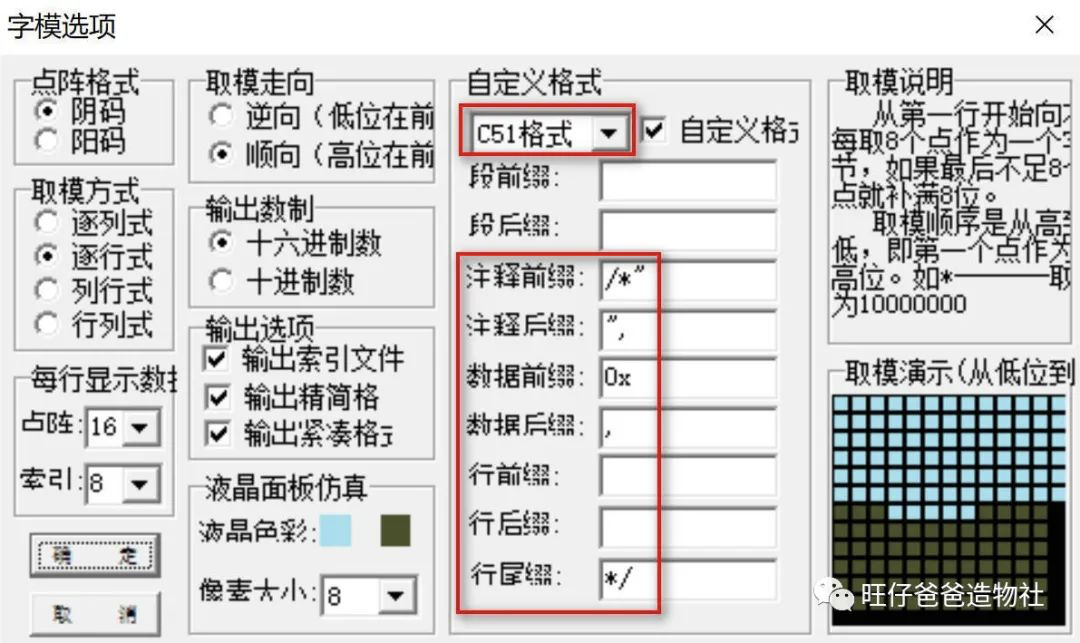 字模选项
点阵格式
阴码
阳码
取模方式
逐列式
逐行式
列行式
行列式
每行显示数据
点阵: 16
索引: 8
确 定
取 消
取模走向
逆向(低位在前
顺向(高位在前
输出数制
十六进制数
十进制数
输出选项
输出索引文件
输出精简格
输出紧凑格式
液晶面板仿真
液晶色彩:
像素大小: 8
自定义格式
C51格式
自定义格式
段前缀:
段后缀:
注释前缀: /*"
注释后缀: ",
数据前缀: 0x
数据后缀: ,
行前缀:
行后缀:
行尾缀: */
取模说明
从第一行开始向
每取8个点作为一个字
节,如果最后不足8个
点就补满8位。
取模顺序是从高到
低,即第一个点作为
高位。如*-------取
为10000000
取模演示(从低位到
旺仔爸爸造物社